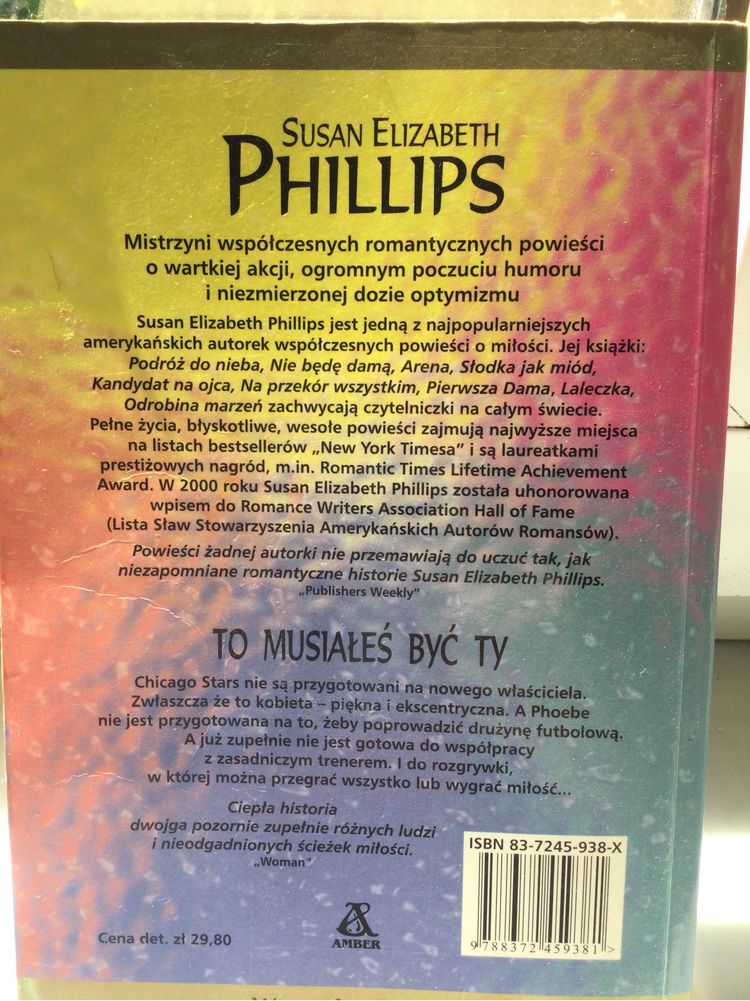 SUSAN ELIZABETH
PHILLIPS
Mistrzyni współczesnych romantycznych powieści
o wartkiej akcji, ogromnym poczuciu humoru
i niezmierzonej dozie optymizmu
Susan Elizabeth Phillips jest jedną z najpopularniejszych
amerykańskich autorek współczesnych powieści o miłości. Jej książki:
Podróż do nieba, Nie będę damą, Arena, Słodka jak miód,
Kandydat na ojca, Na przekór wszystkim, Pierwsza Dama, Laleczka,
Odrobina marzeń zachwycają czytelniczki na całym świecie.
Pełne życia, błyskotliwe, wesołe powieści zajmują najwyższe miejsca
na listach bestsellerów „New York Timesa" i są laureatkami
prestiżowych nagród, m.in. Romantic Times Lifetime Achievement
Award. W 2000 roku Susan Elizabeth Phillips została uhonorowana
wpisem do Romance Writers Association Hall of Fame
(Lista Sław Stowarzyszenia Amerykańskich Autorów Romansów).
Powieści żadnej autorki nie przemawiają do uczuć tak, jak
niezapomniane romantyczne historie Susan Elizabeth Phillips.
„Publishers Weekly"
TO MUSIAŁEŚ BYĆ TY
Chicago Stars nie są przygotowani na nowego właściciela.
Zwłaszcza że to kobieta – piękna i ekscentryczna. A Phoebe
nie jest przygotowana na to, żeby poprowadzić drużynę futbolową.
A już zupełnie nie jest gotowa do współpracy
z zasadniczym trenerem. I do rozgrywki,
w której można przegrać wszystko lub wygrać miłość...
Ciepła historia
dwojga pozornie zupełnie różnych ludzi
i nieodgadnionych ścieżek miłości.
„Woman"
ISBN 83-7245-938-X
9 788372 459381 >
Cena det. zł 29,80
AMBER